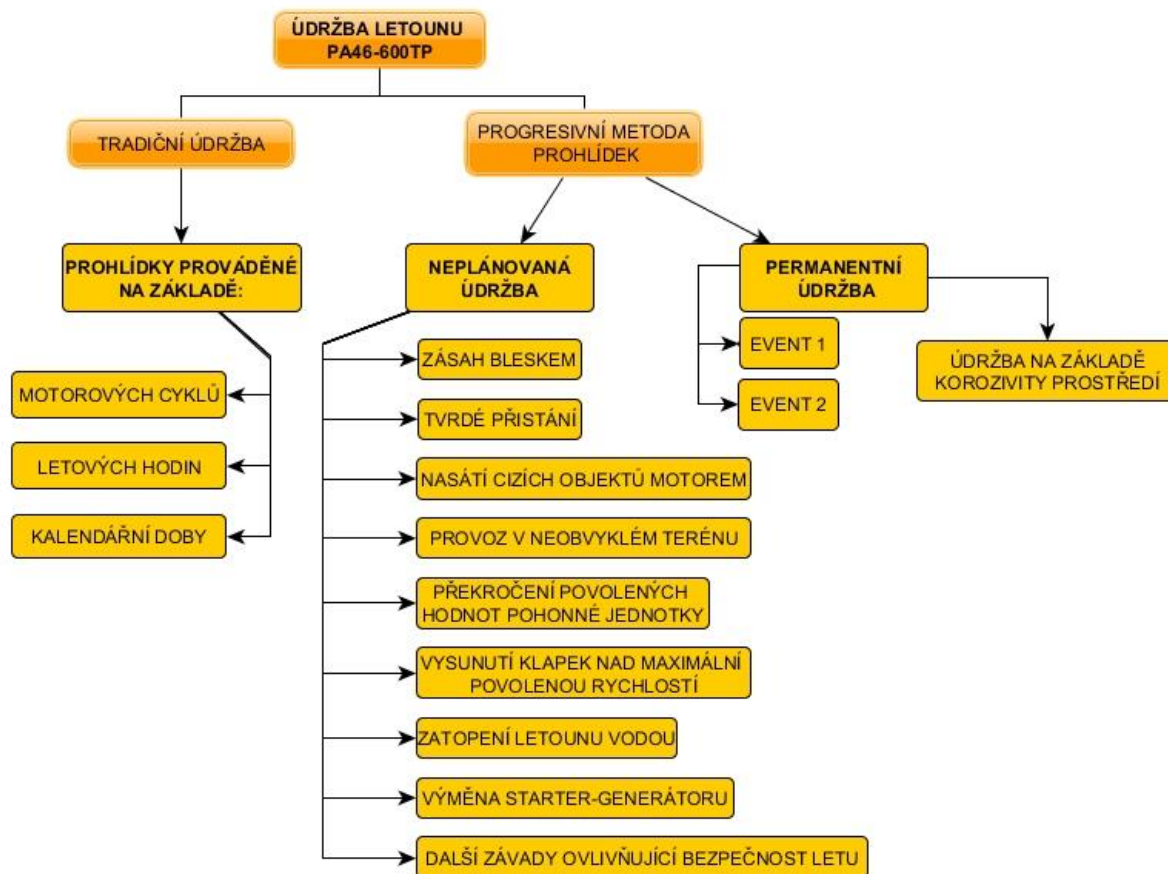 ÚDRŽBA LETOUNU
PA46-600TP
TRADIČNÍ ÚDRŽBA
PROGRESIVNÍ METODA
PROHLÍDEK
PROHLÍDKY PROVÁDĚNÉ
NA ZÁKLADĚ:
MOTOROVÝCH CYKLŮ
LETOVÝCH HODIN
KALENDÁŘNÍ DOBY
NEPLÁNOVANÁ
ÚDRŽBA
ZÁSAH BLESKEM
TVRDÉ PŘISTÁNÍ
NASÁTÍ CIZÍCH OBJEKTŮ MOTOREM
PROVOZ V NEOBVYKLÉM TERÉNU
PŘEKROČENÍ POVOLENÝCH
HODNOT POHONNÉ JEDNOTKY
VYSUNUTÍ KLAPEK NAD MAXIMÁLNÍ
POVOLENOU RYCHLOSTÍ
ZATOPENÍ LETOUNU VODOU
VÝMĚNA STARTER-GENERÁTORU
DALŠÍ ZÁVADY OVLIVŇUJÍCÍ BEZPEČNOST LETU
PERMANENTNÍ
ÚDRŽBA
EVENT 1
EVENT 2
ÚDRŽBA NA ZÁKLADĚ
KOROZIVITY PROSTŘEDÍ